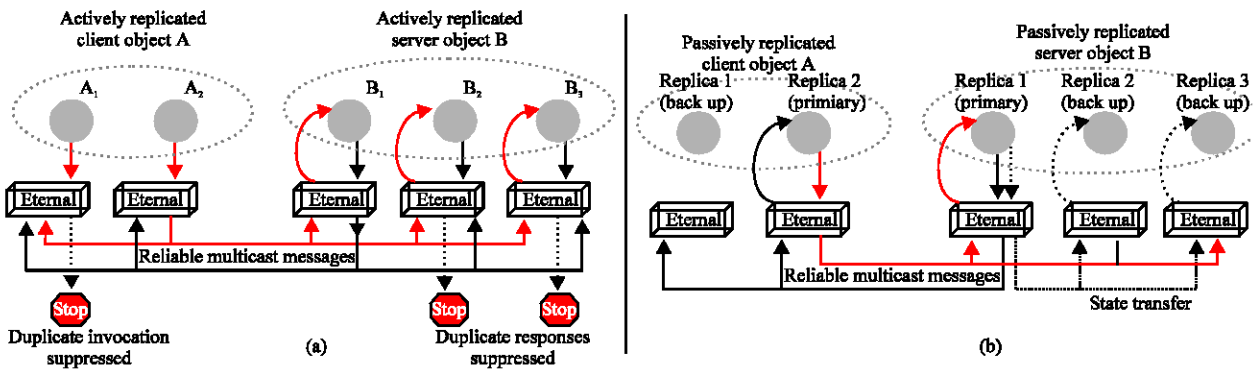 Actively replicated
client object A
A1
A2
Eternal
Eternal
Actively replicated
server object B
B1
B2
B3
Eternal
Eternal
Eternal
Reliable multicast messages
Stop
Stop
Stop
Duplicate invocation
suppressed
(a)
Duplicate responses
suppressed
Passively replicated
client object A
Replica 1
(back up)
Replica 2
(primiary)
Eternal
Eternal
Passively replicated
server object B
Replica 1
(primary)
Replica 2
(back up)
Replica 3
(back up)
Eternal
Eternal
Eternal
Reliable multicast messages
State transfer
(b)